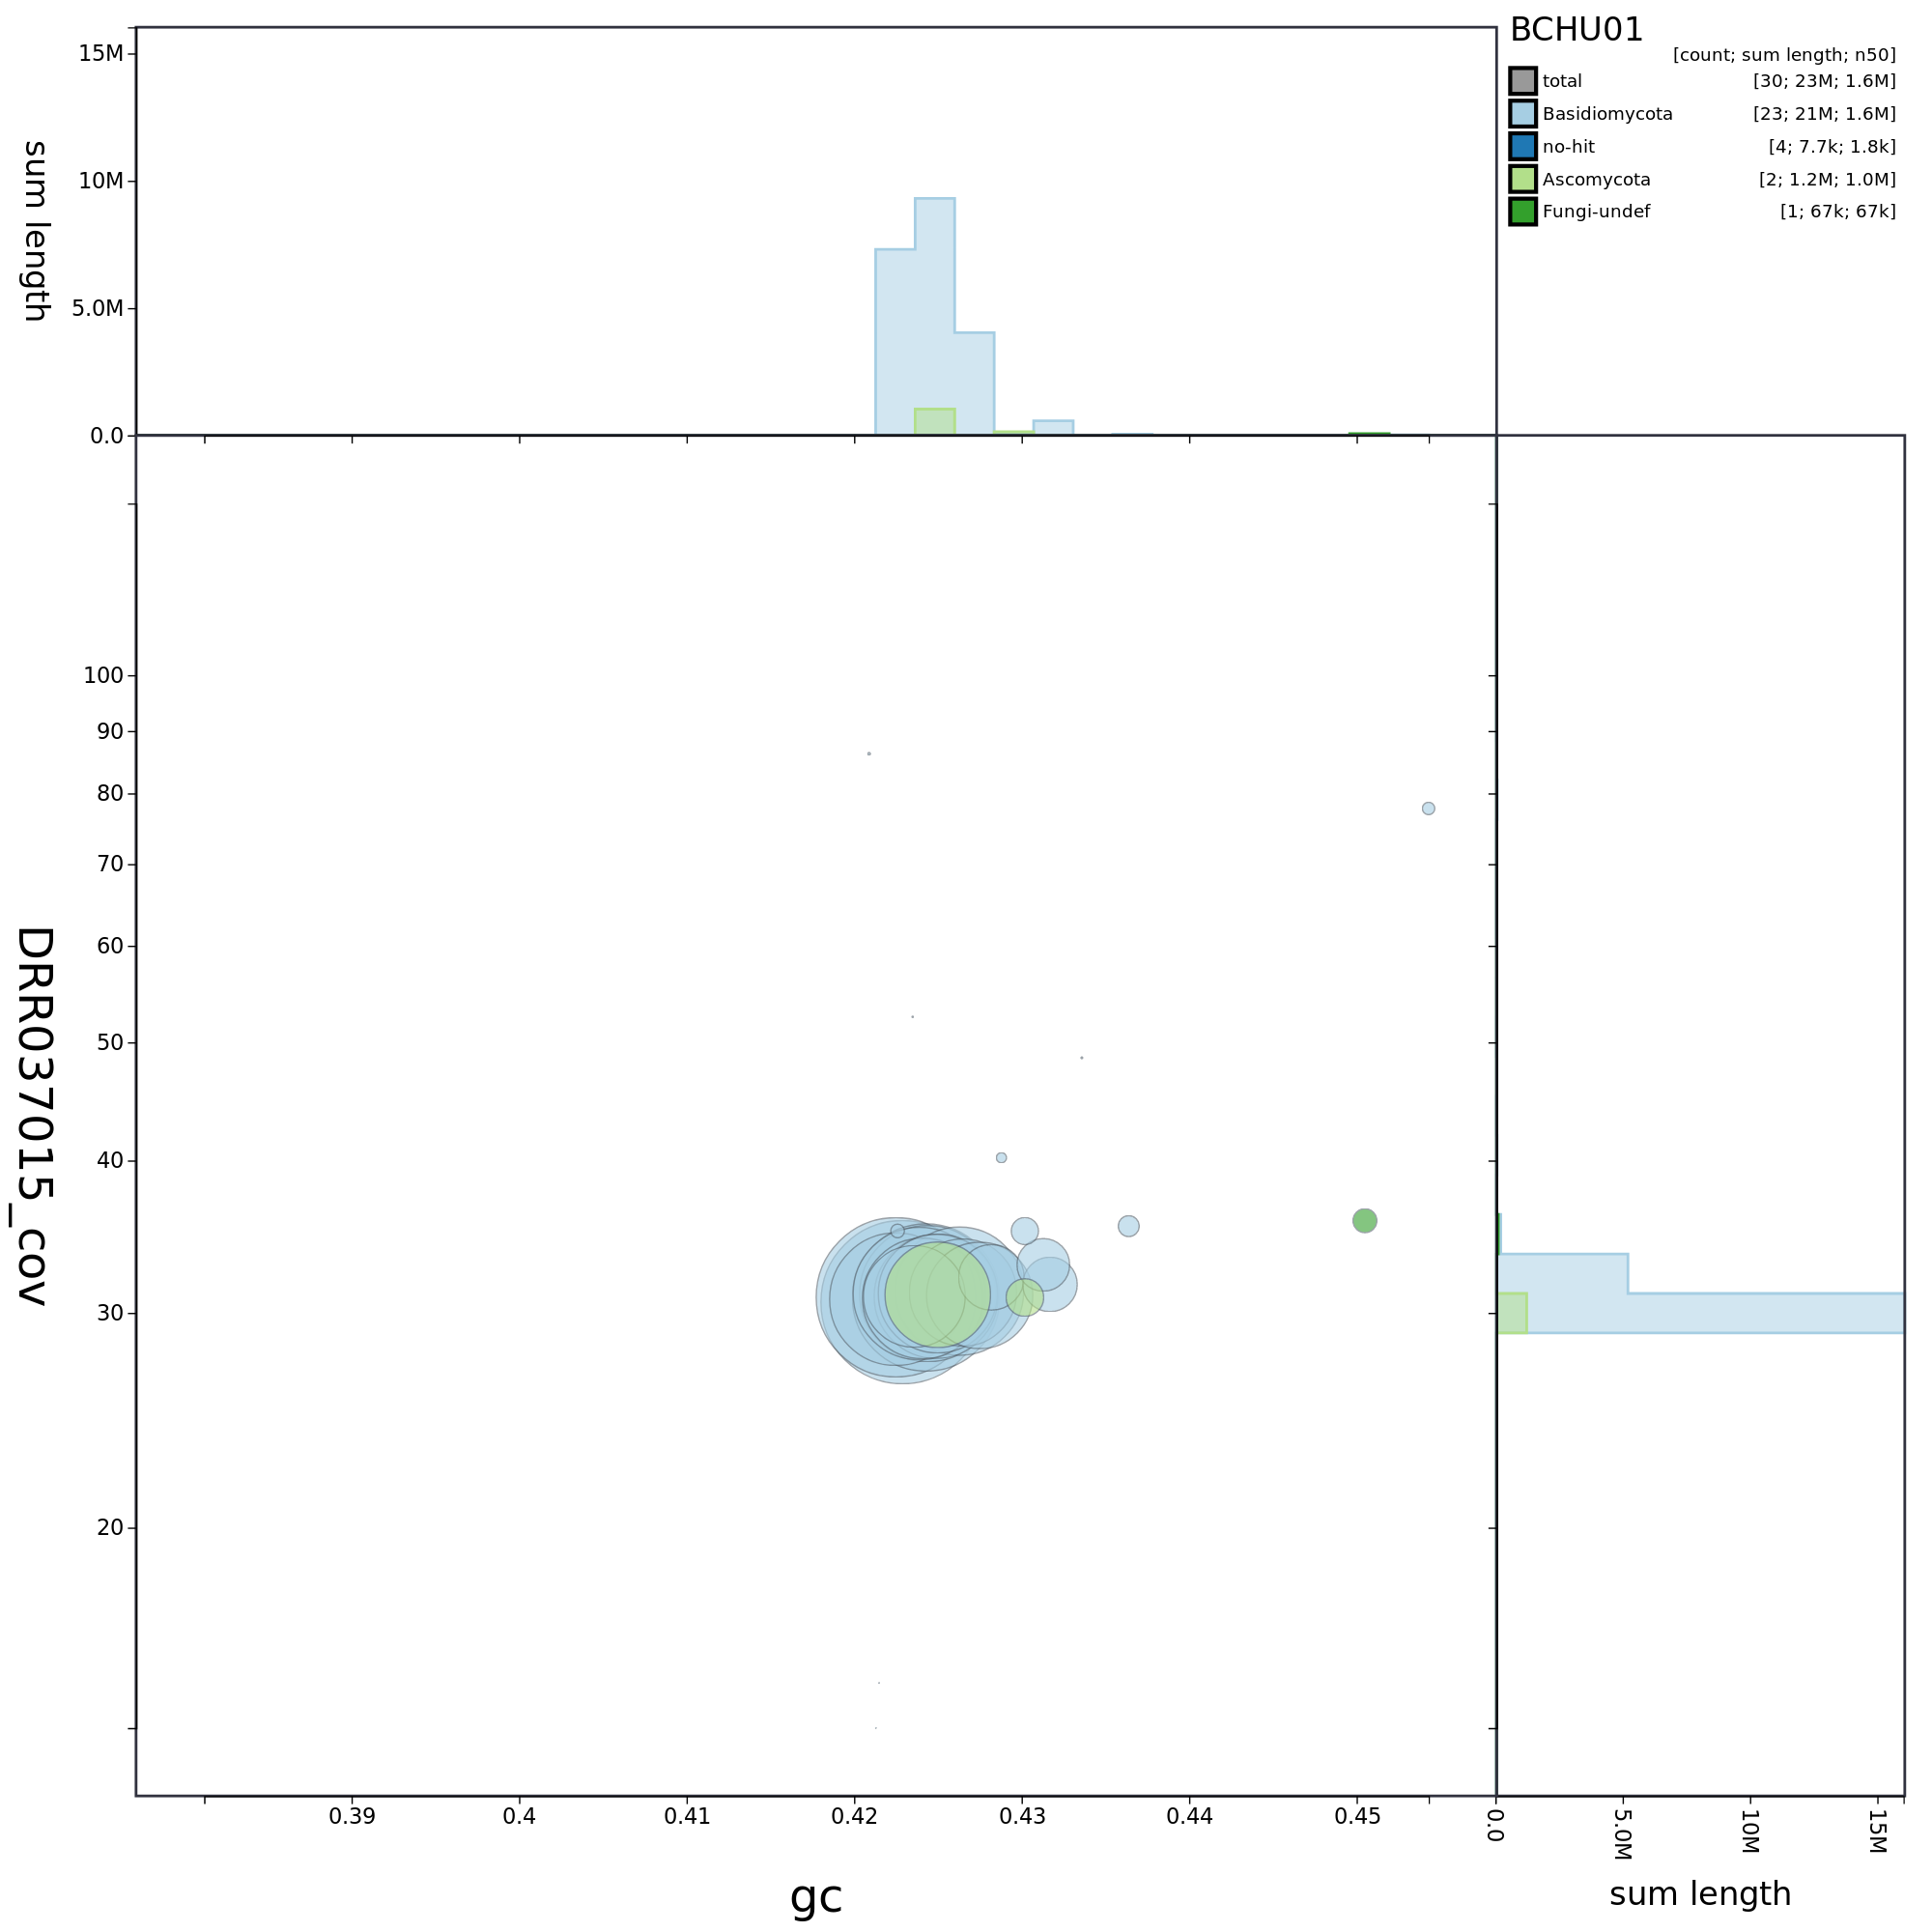 BCHU01
[count; sum length; n50]
total [30; 23M; 1.6M]
Basidiomycota [23; 21M; 1.6M]
no-hit [4; 7.7k; 1.8k]
Ascomycota [2; 1.2M; 1.0M]
Fungi-undef [1; 67k; 67k]
sum length
15M
10M
5.0M
0.0
DRR037015_cov
100
90
80
70
60
50
40
30
20
0.39 0.4 0.41 0.42 0.43 0.44 0.45
gc
0.0 5.0M 10M 15M
sum length